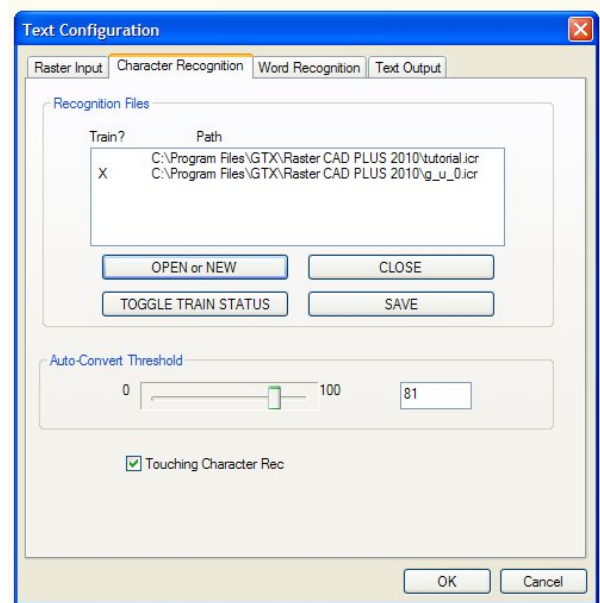 Text Configuration
Raster Input Character Recognition Word Recognition Text Output
Recognition Files
Train? Path
C:\Program Files\GTX\Raster CAD PLUS 2010\tutorial.icr
X C:\Program Files\GTX\Raster CAD PLUS 2010\g_u_0.icr
OPEN or NEW CLOSE
TOGGLE TRAIN STATUS SAVE
Auto-Convert Threshold
0 100 81
Touching Character Rec
OK Cancel